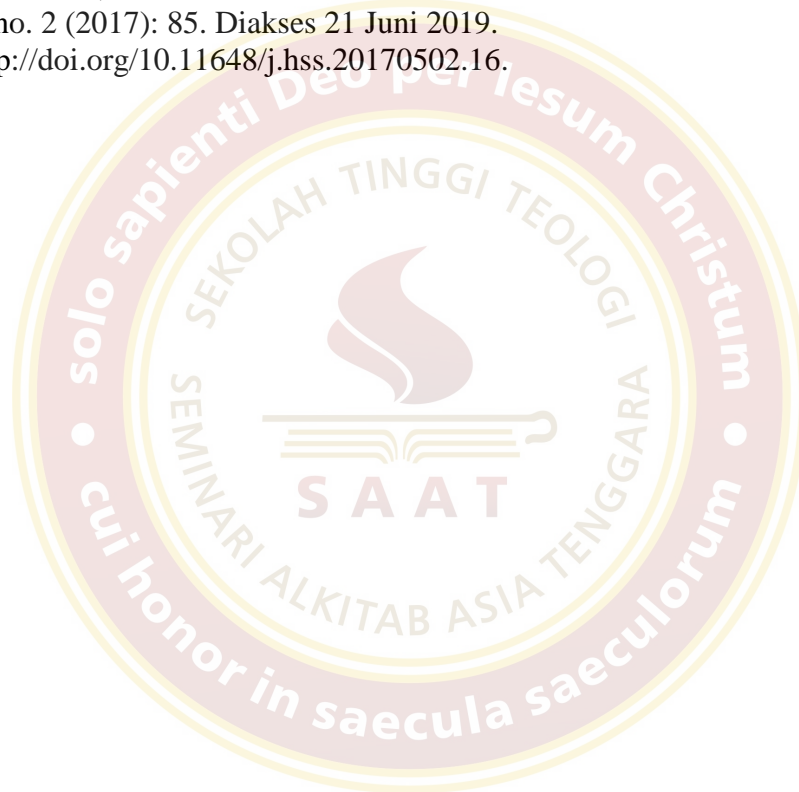 no. 2 (2017): 85. Diakses 21 Juni 2019.
p://doi.org/10.11648/j.hss.20170502.16.
solo sapienti Deo per Iesum Christum
SEKOLAH TINGGI TEOLOGI
SEMINARI ALKITAB ASIA TENGGARA
SAAT
cui honor in saecula saeculorum